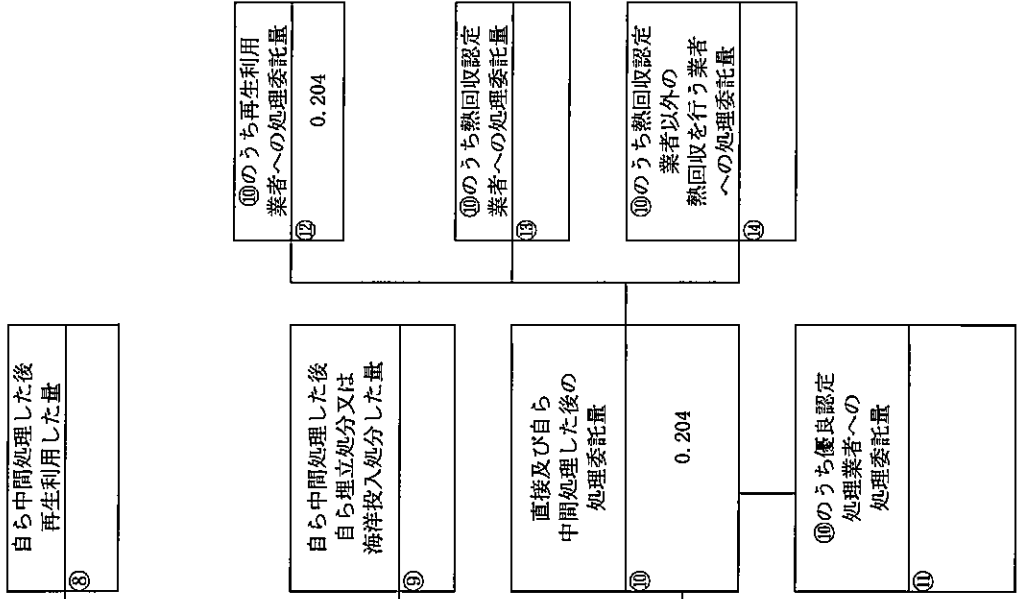 自ら中間処理した後
再生利用した量
⑧
自ら中間処理した後
自ら埋立処分又は
海洋投入処分した量
⑨
直接及び自ら
中間処理した後の
処理委託量
⑩
0.204
⑩のうち優良認定
処理業者への
処理委託量
⑪
⑩のうち再生利用
業者への処理委託量
⑫
0.204
⑩のうち熱回収認定
業者への処理委託量
⑬
⑩のうち熱回収認定
業者以外の
熱回収を行う業者
への処理委託量
⑭